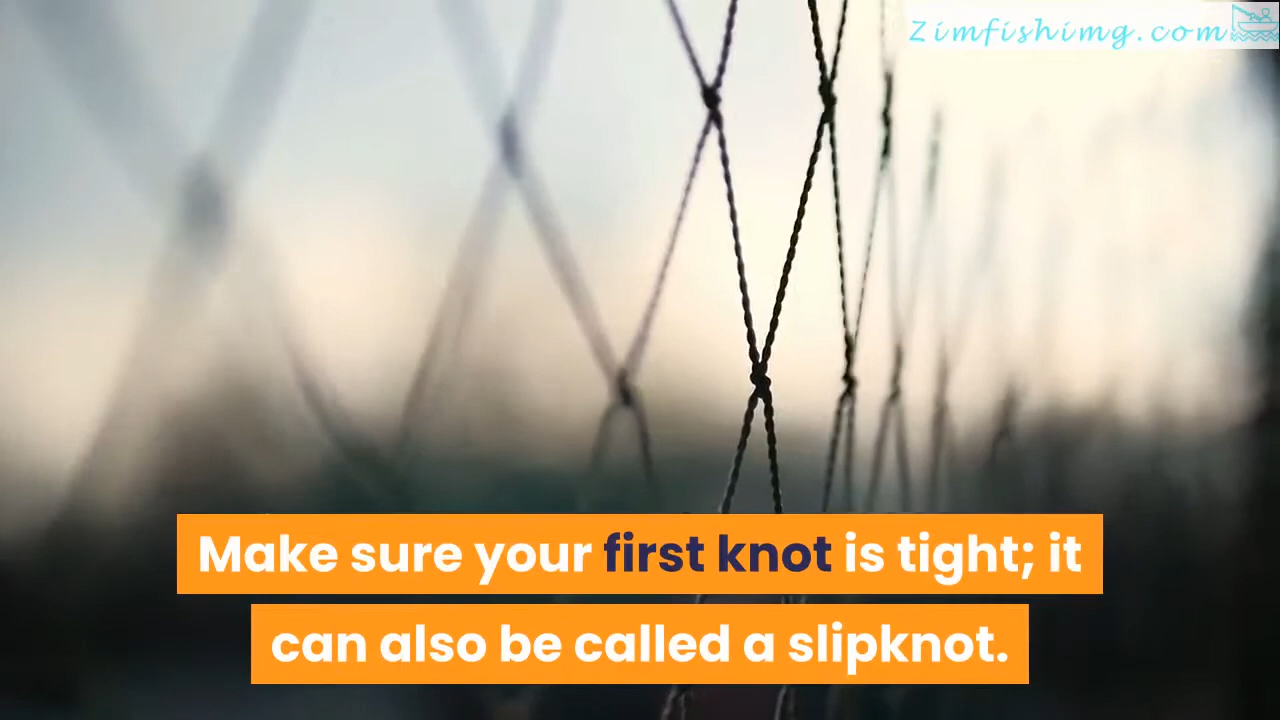 Zimfishimg.com
Make sure your first knot is tight; it
can also be called a slipknot.